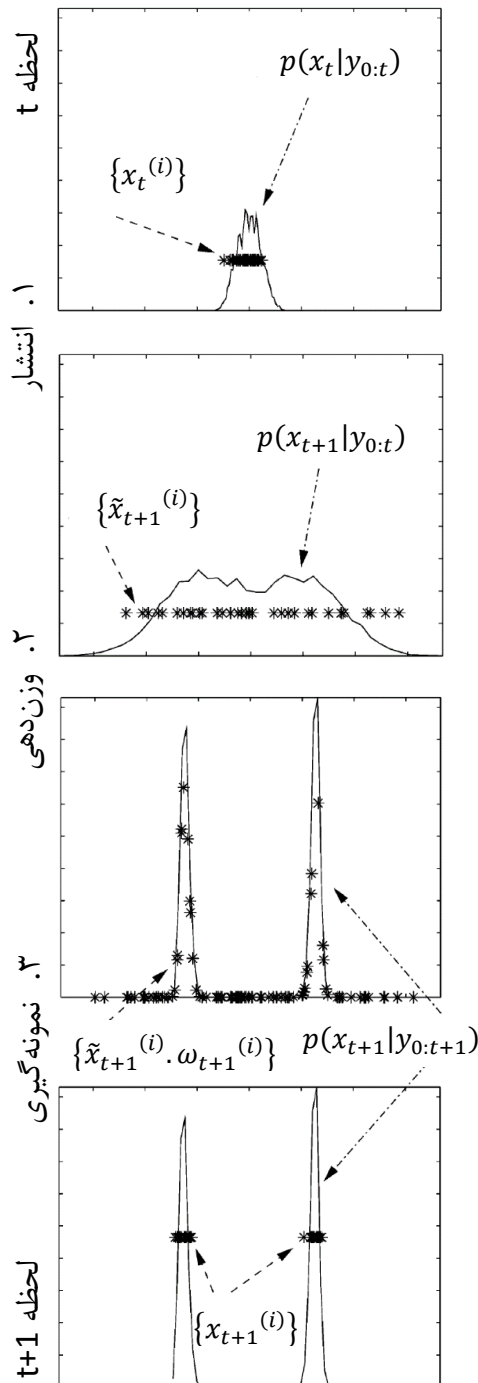 لحظه t
p(x_t|y_{0:t})
{x_t^{(i)}}
۱. انتشار
p(x_{t+1}|y_{0:t})
{x̃_{t+1}^{(i)}}
۲. وزن‌دهی
{x̃_{t+1}^{(i)}.ω_{t+1}^{(i)}}
p(x_{t+1}|y_{0:t+1})
۳. نمونه‌گیری
{x_{t+1}^{(i)}}
لحظه t+1